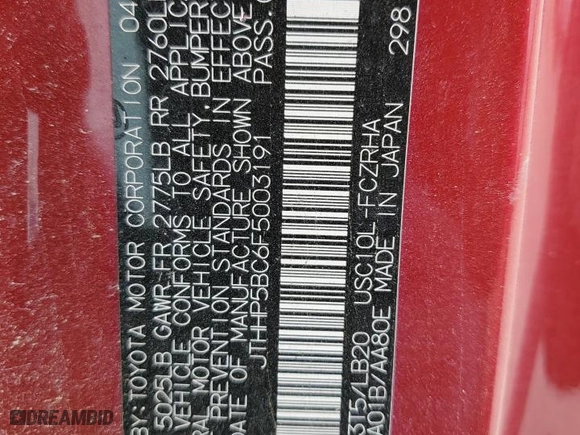 BY: TOYOTA MOTOR CORPORATION 04
5025LB GAWR-FR 2775LB RR 2760L
VEHICLE CONFORMS TO ALL APPLIC
RAL MOTOR VEHICLE SAFETY, BUMPER
PREVENTION STANDARDS IN EFFEC
DATE OF MANUFACTURE SHOWN ABOVE
JTHHP5BC6F5003191 PASS.
315/LB20 USC10L-FCZRHA
A01B/AA80E MADE IN JAPAN 298
DREAMBID